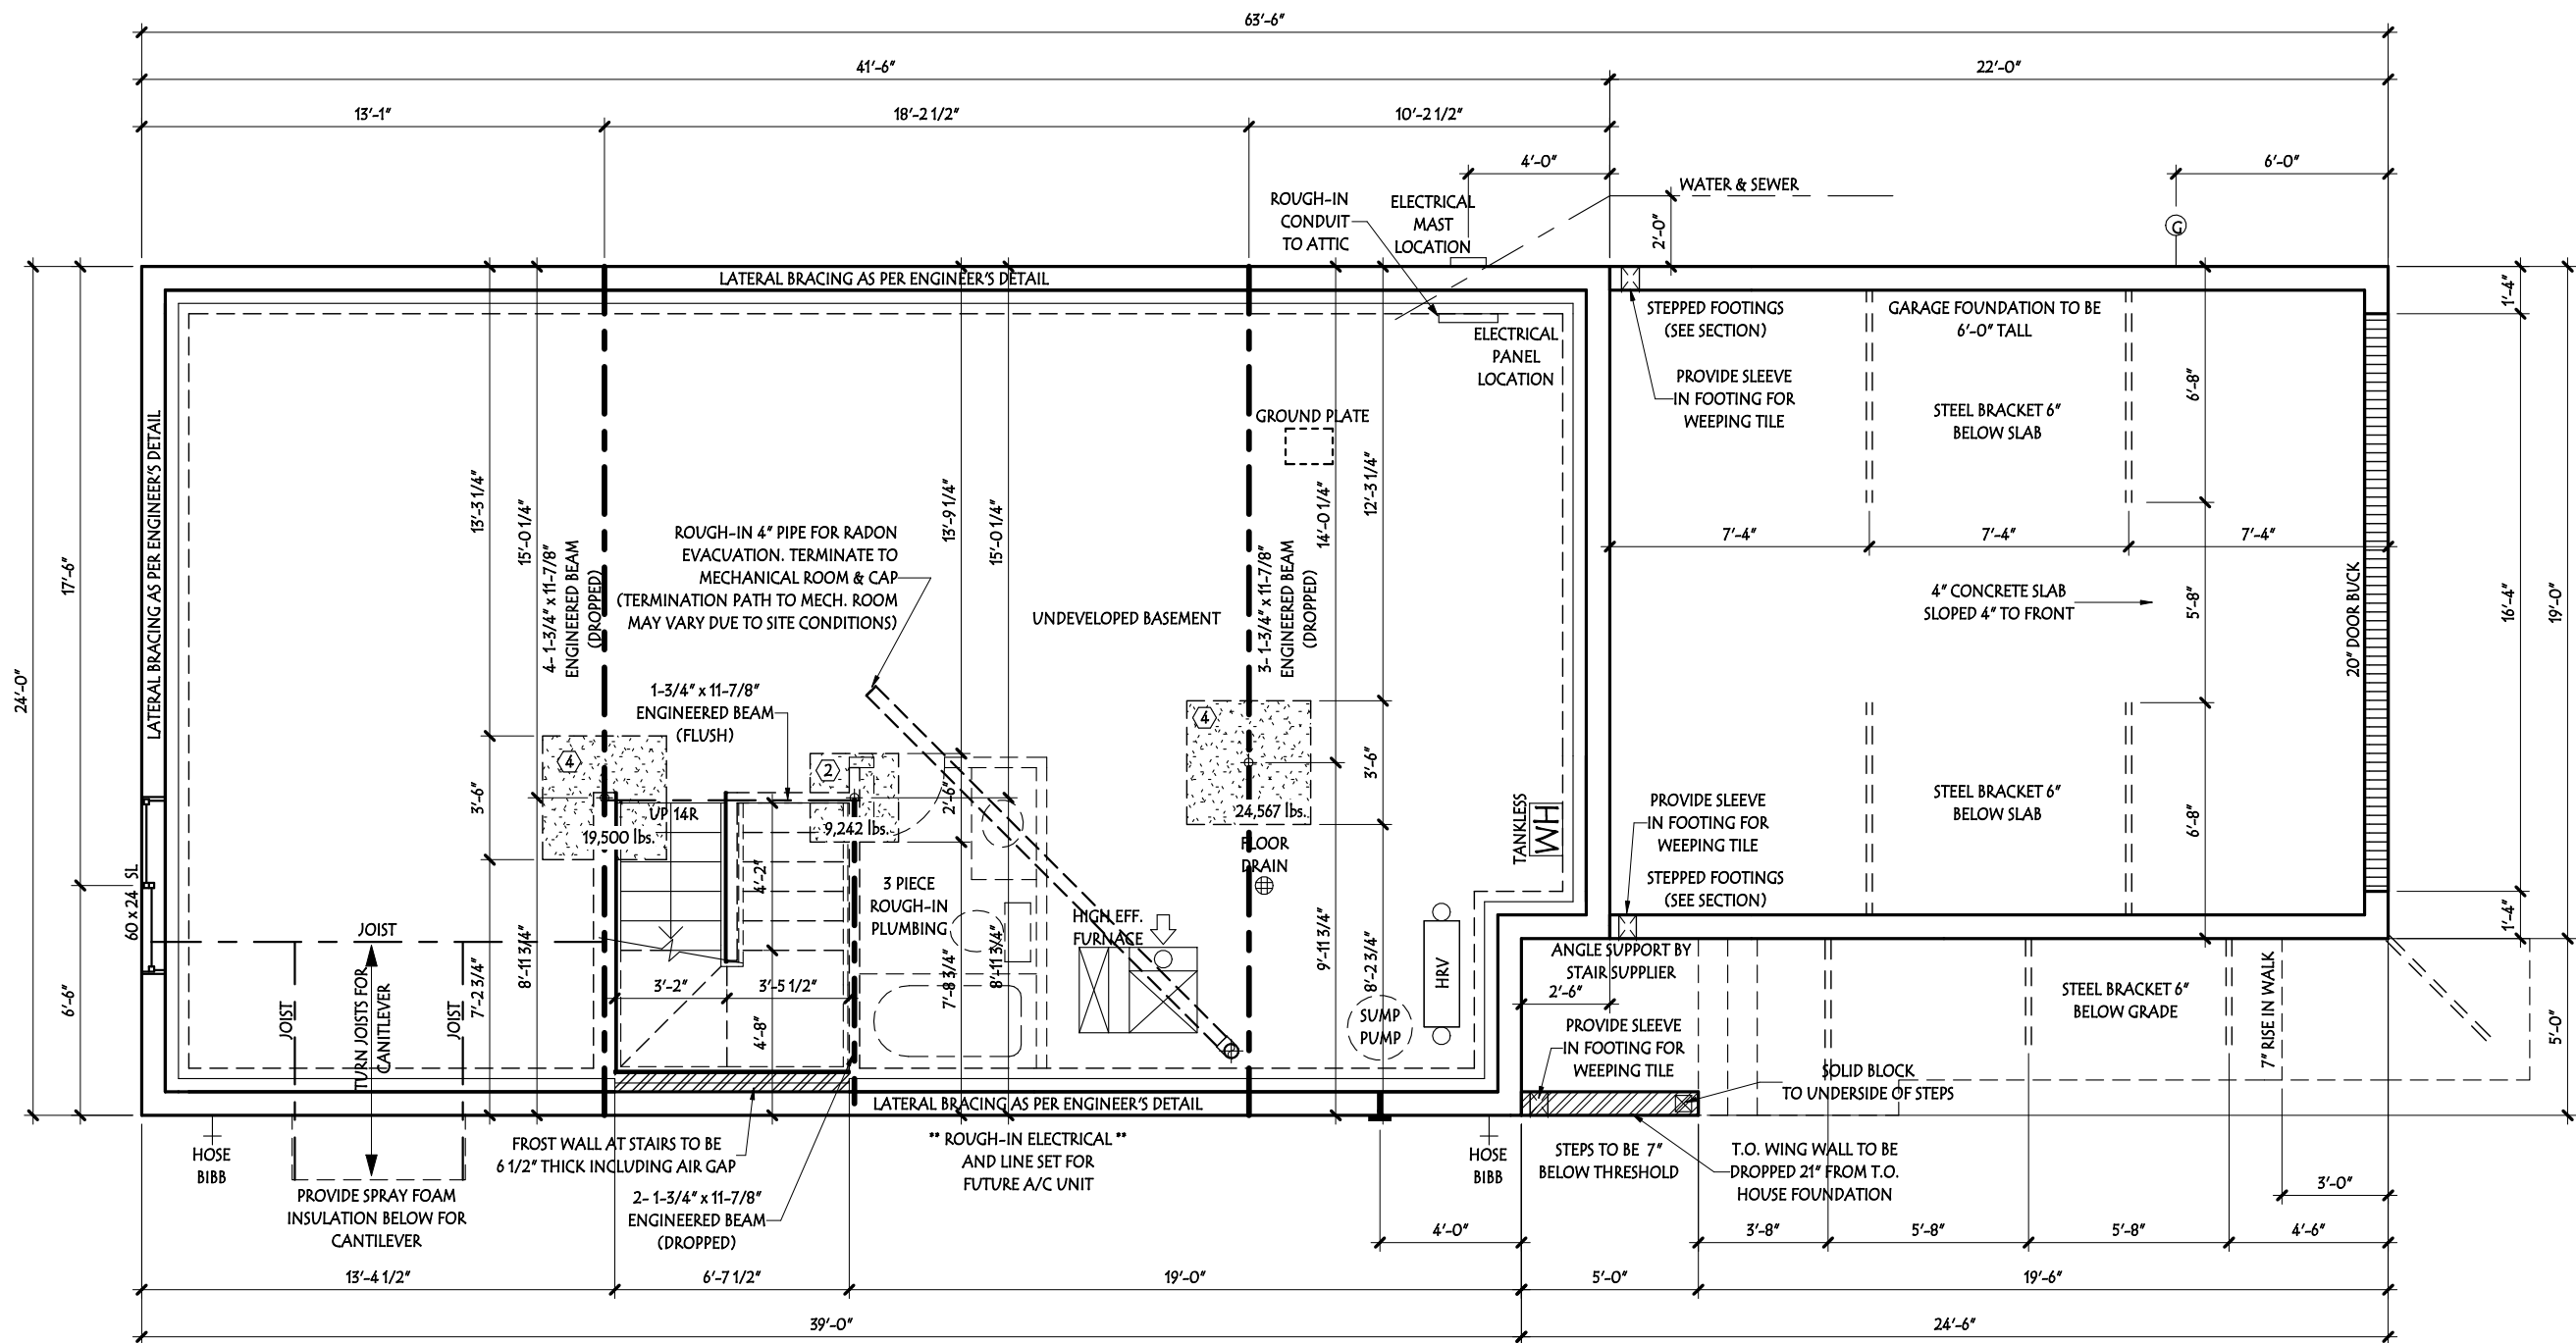 63'-6"
41'-6"
22'-0"
13'-1"
18'-2 1/2"
10'-2 1/2"
4'-0"
6'-0"
WATER & SEWER
2'-0"
G
ROUGH-IN
CONDUIT
TO ATTIC
ELECTRICAL
MAST
LOCATION
LATERAL BRACING AS PER ENGINEER'S DETAIL
STEPPED FOOTINGS
(SEE SECTION)
GARAGE FOUNDATION TO BE
6'-0" TALL
1'-4"
ELECTRICAL
PANEL
LOCATION
PROVIDE SLEEVE
IN FOOTING FOR
WEEPING TILE
6'-8"
STEEL BRACKET 6"
BELOW SLAB
GROUND PLATE
LATERAL BRACING AS PER ENGINEER'S DETAIL
13'-3 1/4"
15'-0 1/4"
13'-9 1/4"
15'-0 1/4"
14'-0 1/4"
12'-3 1/4"
4- 1-3/4" x 11-7/8"
ENGINEERED BEAM
(DROPPED)
ROUGH-IN 4" PIPE FOR RADON
EVACUATION. TERMINATE TO
MECHANICAL ROOM & CAP
(TERMINATION PATH TO MECH. ROOM
MAY VARY DUE TO SITE CONDITIONS)
3- 1-3/4" x 11-7/8"
ENGINEERED BEAM
(DROPPED)
7'-4"
7'-4"
7'-4"
17'-6"
24'-0"
UNDEVELOPED BASEMENT
4" CONCRETE SLAB
SLOPED 4" TO FRONT
5'-8"
20" DOOR BUCK
16'-4"
19'-0"
1-3/4" x 11-7/8"
ENGINEERED BEAM
(FLUSH)
4
4
2
3'-6"
2'-6"
3'-6"
UP 14R
19,500 lbs.
9,242 lbs.
24,567 lbs.
FLOOR
DRAIN
TANKLESS
HW
PROVIDE SLEEVE
IN FOOTING FOR
WEEPING TILE
STEPPED FOOTINGS
(SEE SECTION)
STEEL BRACKET 6"
BELOW SLAB
6'-8"
1'-4"
60 x 24 SL
4'-2"
3 PIECE
ROUGH-IN
PLUMBING
HIGH EFF.
FURNACE
JOIST
JOIST
TURN JOISTS FOR
CANTILEVER
JOIST
7'-2 3/4"
8'-11 3/4"
3'-2"
3'-5 1/2"
4'-8"
7'-8 3/4"
8'-11 3/4"
9'-11 3/4"
8'-2 3/4"
HRV
SUMP
PUMP
ANGLE SUPPORT BY
STAIR SUPPLIER
2'-6"
PROVIDE SLEEVE
IN FOOTING FOR
WEEPING TILE
STEEL BRACKET 6"
BELOW GRADE
7" RISE IN WALK
5'-0"
6'-6"
SOLID BLOCK
TO UNDERSIDE OF STEPS
LATERAL BRACING AS PER ENGINEER'S DETAIL
HOSE
BIBB
FROST WALL AT STAIRS TO BE
6 1/2" THICK INCLUDING AIR GAP
** ROUGH-IN ELECTRICAL **
AND LINE SET FOR
FUTURE A/C UNIT
HOSE
BIBB
STEPS TO BE 7"
BELOW THRESHOLD
T.O. WING WALL TO BE
DROPPED 21" FROM T.O.
HOUSE FOUNDATION
3'-0"
PROVIDE SPRAY FOAM
INSULATION BELOW FOR
CANTILEVER
2- 1-3/4" x 11-7/8"
ENGINEERED BEAM
(DROPPED)
4'-0"
3'-8"
5'-8"
5'-8"
4'-6"
13'-4 1/2"
6'-7 1/2"
19'-0"
5'-0"
19'-6"
39'-0"
24'-6"